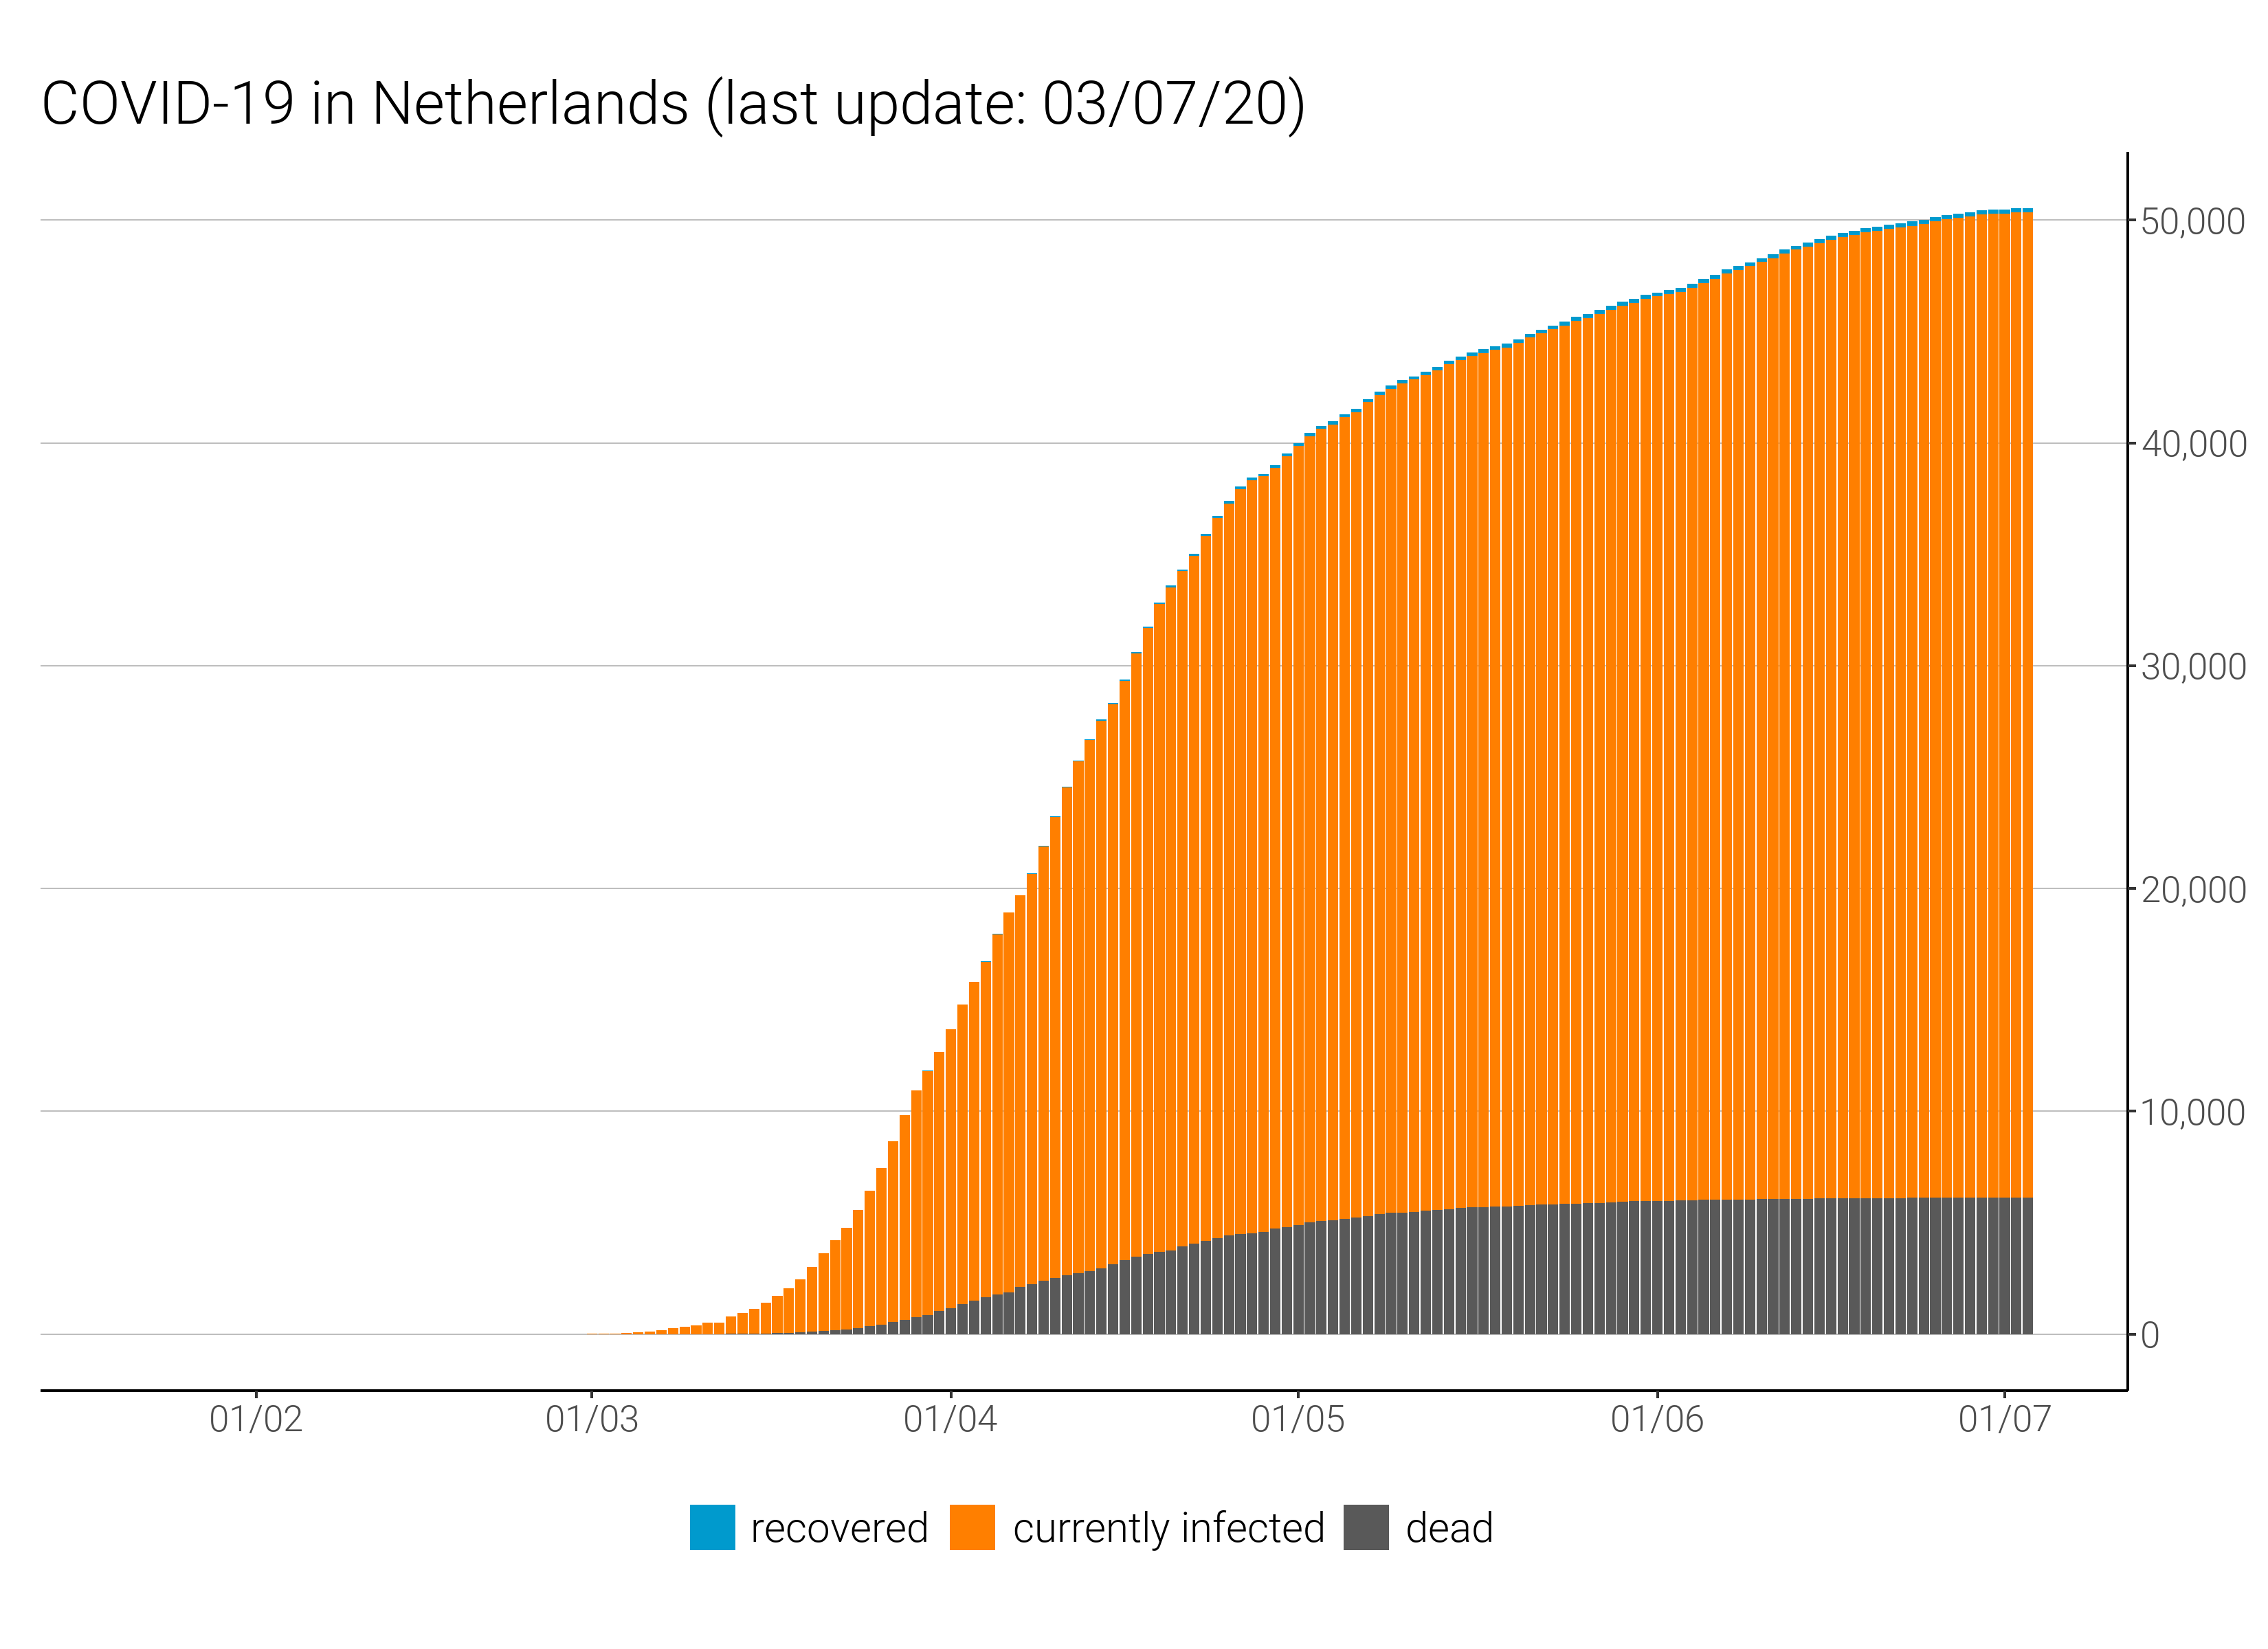 COVID-19 in Netherlands (last update: 03/07/20)
50,000
40,000
30,000
20,000
10,000
0
01/02 01/03 01/04 01/05 01/06 01/07
recovered currently infected dead